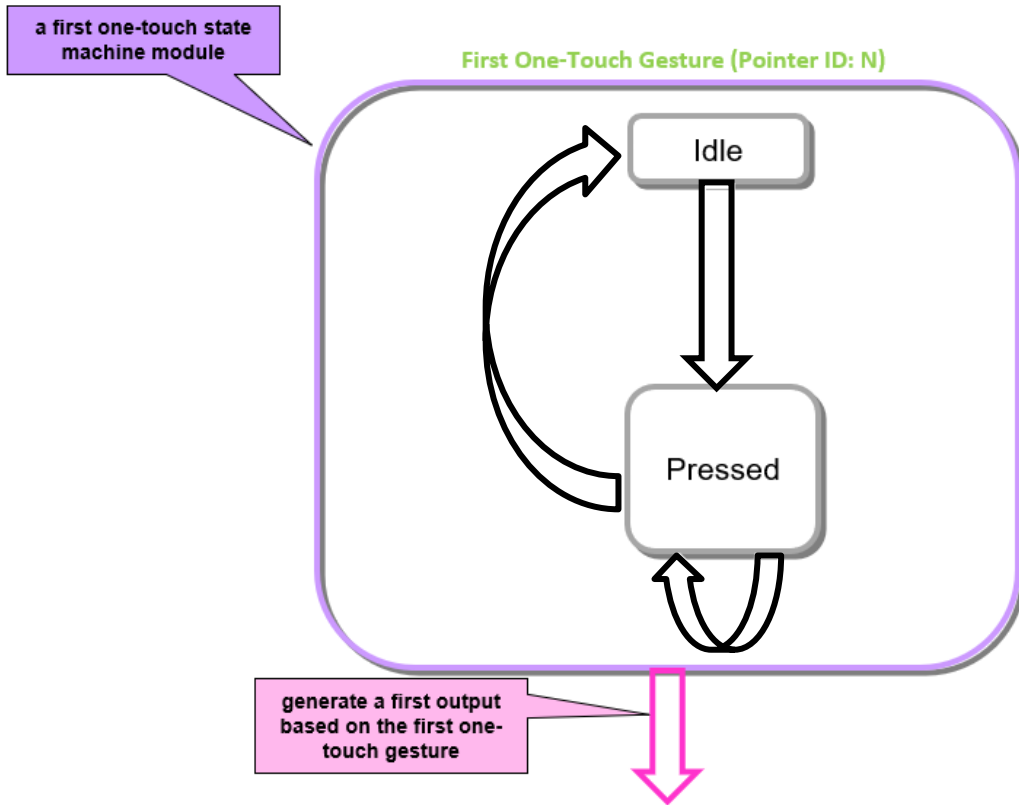 a first one-touch state
machine module
First One-Touch Gesture (Pointer ID: N)
Idle
Pressed
generate a first output
based on the first one-
touch gesture